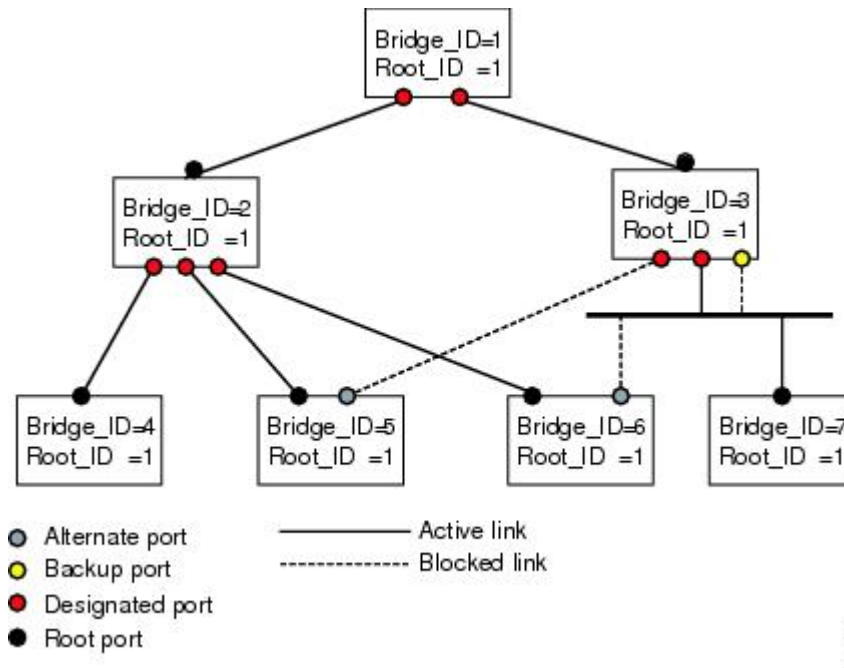 Bridge_ID=1
Root_ID =1
Bridge_ID=2
Root_ID =1
Bridge_ID=3
Root_ID =1
Bridge_ID=4
Root_ID =1
Bridge_ID=5
Root_ID =1
Bridge_ID=6
Root_ID =1
Bridge_ID=7
Root_ID =1
Alternate port
Backup port
Designated port
Root port
Active link
Blocked link